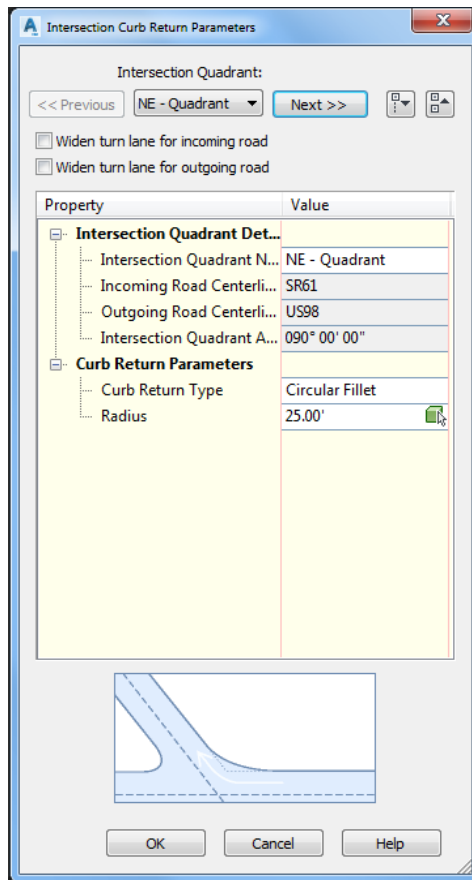 Intersection Curb Return Parameters
Intersection Quadrant:
<< Previous NE - Quadrant Next >>
Widen turn lane for incoming road
Widen turn lane for outgoing road
Property Value
Intersection Quadrant Det...
Intersection Quadrant N... NE - Quadrant
Incoming Road Centerli... SR61
Outgoing Road Centerli... US98
Intersection Quadrant A... 090° 00' 00"
Curb Return Parameters
Curb Return Type Circular Fillet
Radius 25.00'
OK Cancel Help